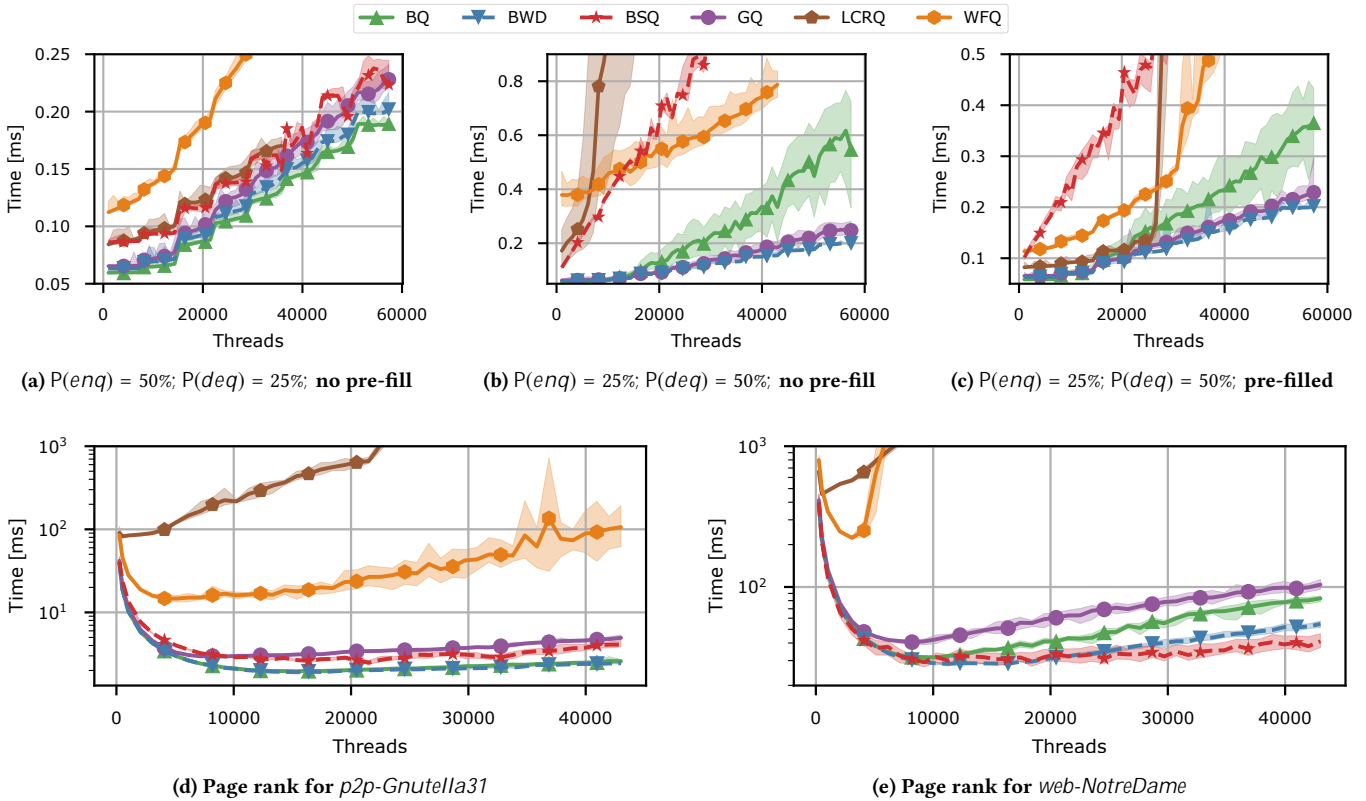 BQ BWD BSQ GQ LCRQ WFQ
Time [ms]
0.25
0.20
0.15
0.10
0.05
0 20000 40000 60000
Threads
(a) P(enq) = 50%; P(deq) = 25%; no pre-fill
Time [ms]
0.8
0.6
0.4
0.2
0 20000 40000 60000
Threads
(b) P(enq) = 25%; P(deq) = 50%; no pre-fill
Time [ms]
0.5
0.4
0.3
0.2
0.1
0 20000 40000 60000
Threads
(c) P(enq) = 25%; P(deq) = 50%; pre-filled
Time [ms]
10³
10²
10¹
0 10000 20000 30000 40000
Threads
(d) Page rank for p2p-Gnutella31
Time [ms]
10³
10²
0 10000 20000 30000 40000
Threads
(e) Page rank for web-NotreDame